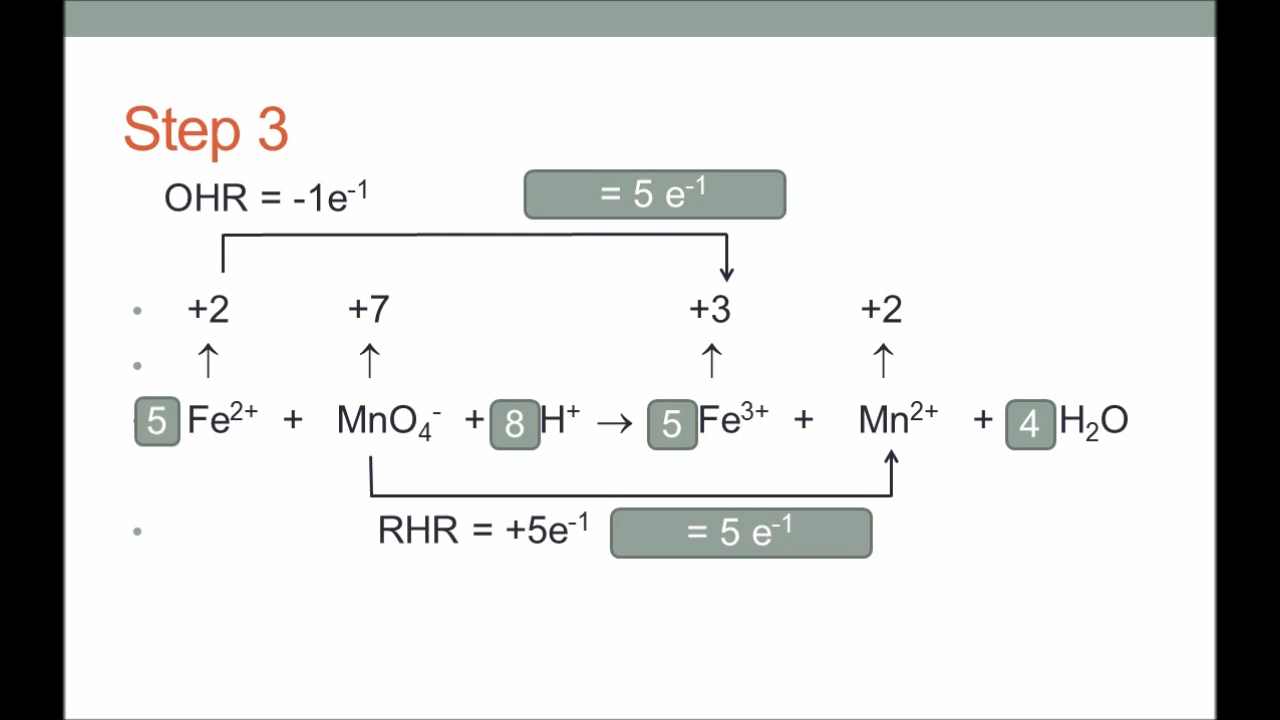 Step 3
OHR = -1e⁻¹ = 5 e⁻¹
• +2 +7 +3 +2
• ↑ ↑ ↑ ↑
5 Fe²⁺ + MnO₄⁻ + 8 H⁺ → 5 Fe³⁺ + Mn²⁺ + 4 H₂O
• RHR = +5e⁻¹ = 5 e⁻¹